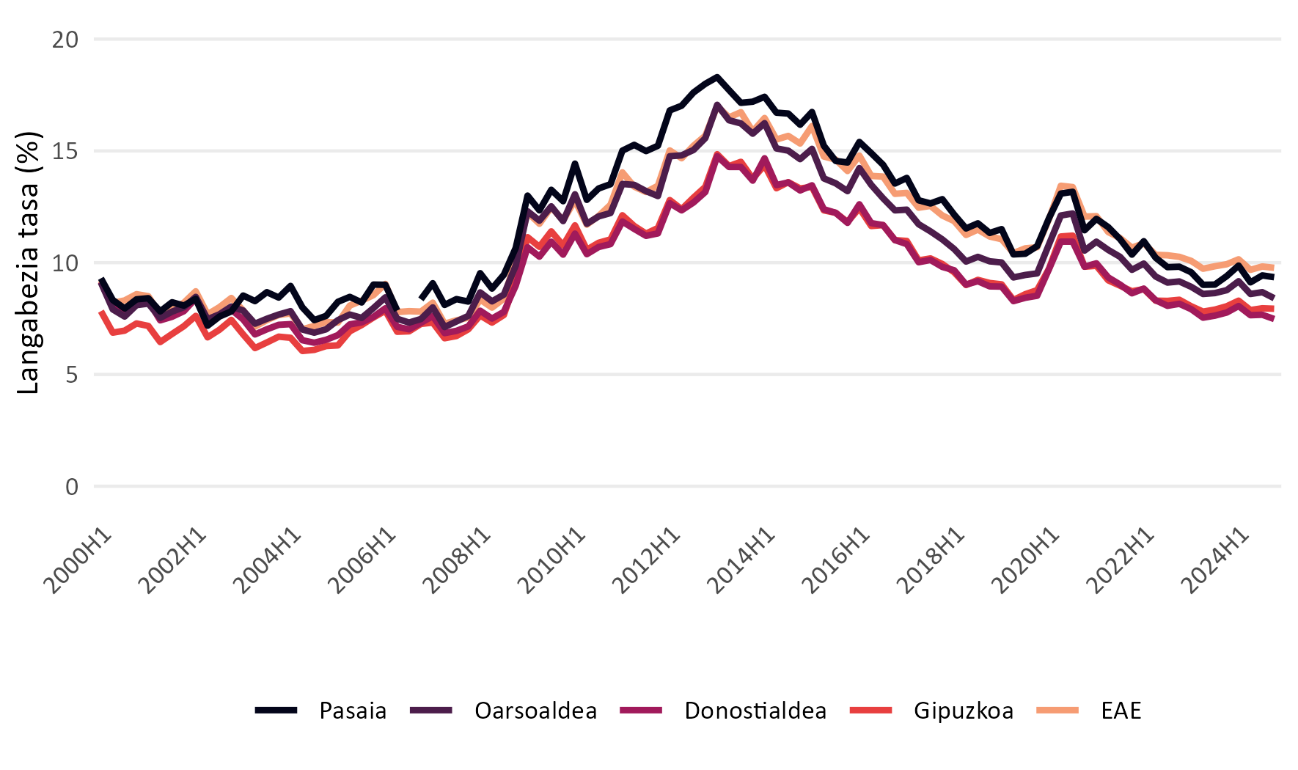 Langabezia tasa (%)
20
15
10
5
0
2000H1
2002H1
2004H1
2006H1
2008H1
2010H1
2012H1
2014H1
2016H1
2018H1
2020H1
2022H1
2024H1
Pasaia
Oarsoaldea
Donostialdea
Gipuzkoa
EAE